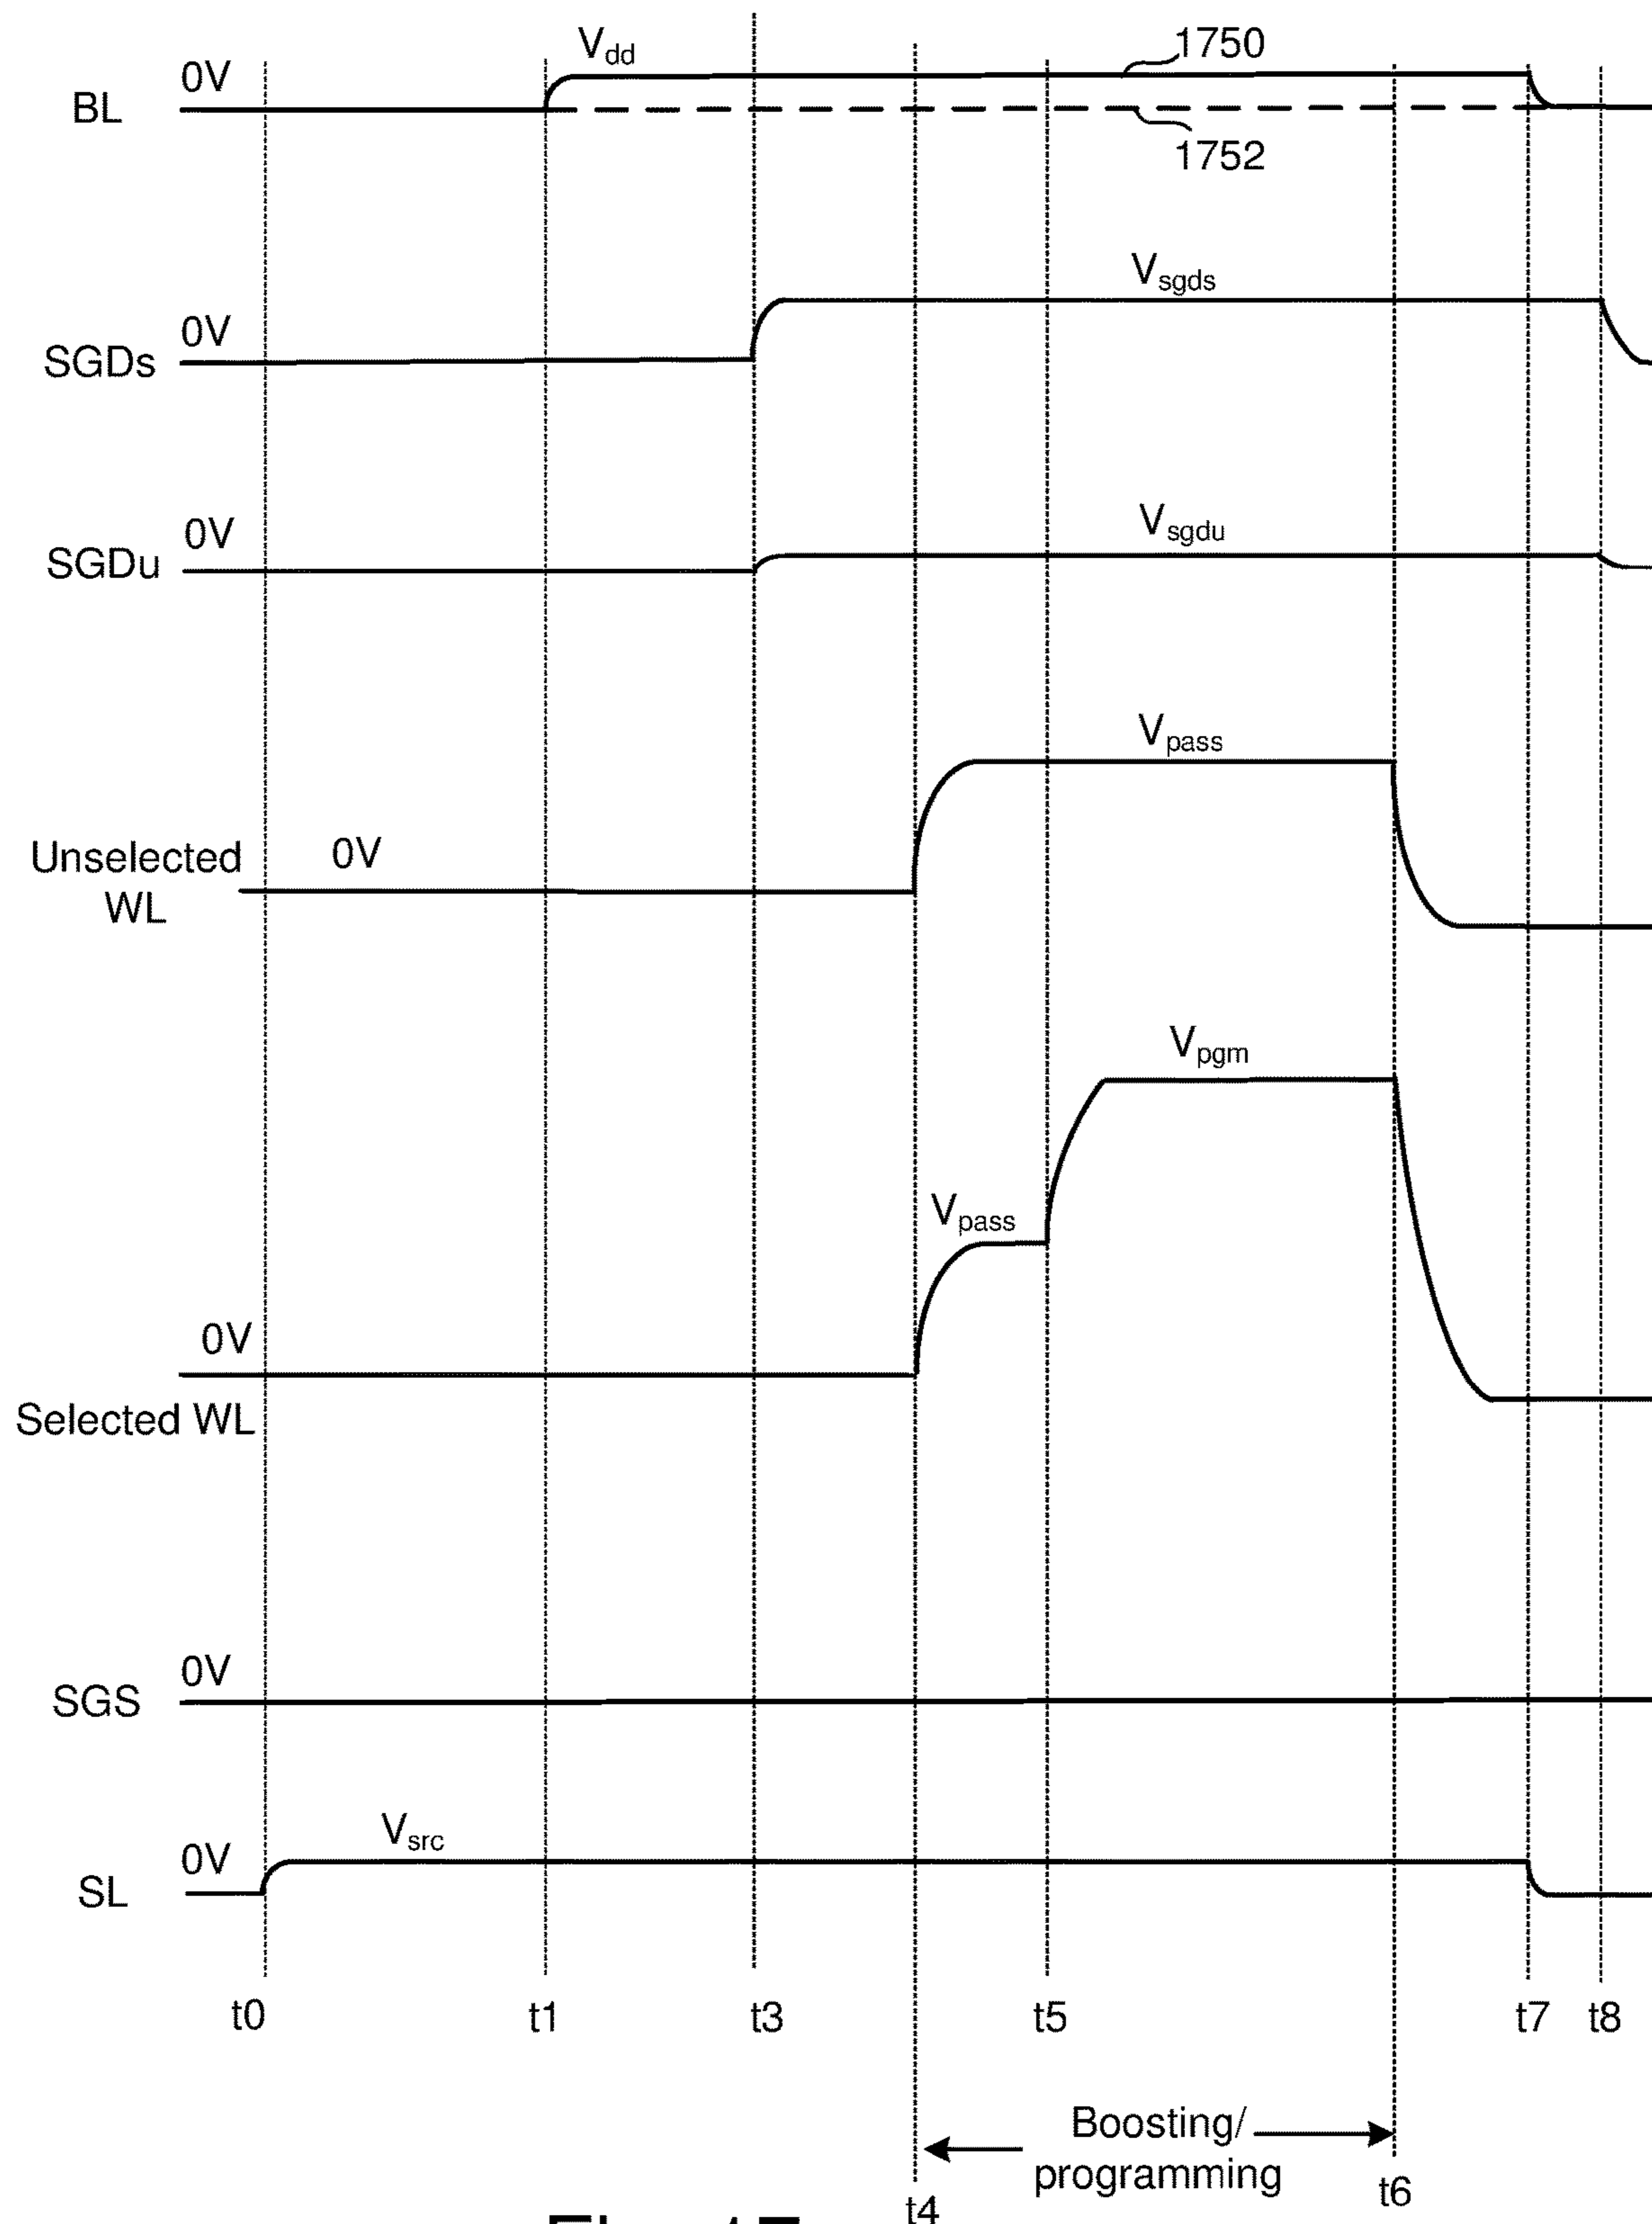 Vdd
1750
0V
BL
1752
Vsgds
0V
SGDs
Vsgdu
0V
SGDu
Vpass
Unselected
WL
0V
Vpgm
Vpass
0V
Selected WL
0V
SGS
Vsrc
0V
SL
t0 t1 t3 t5 t7 t8
Boosting/
programming
t4 t6